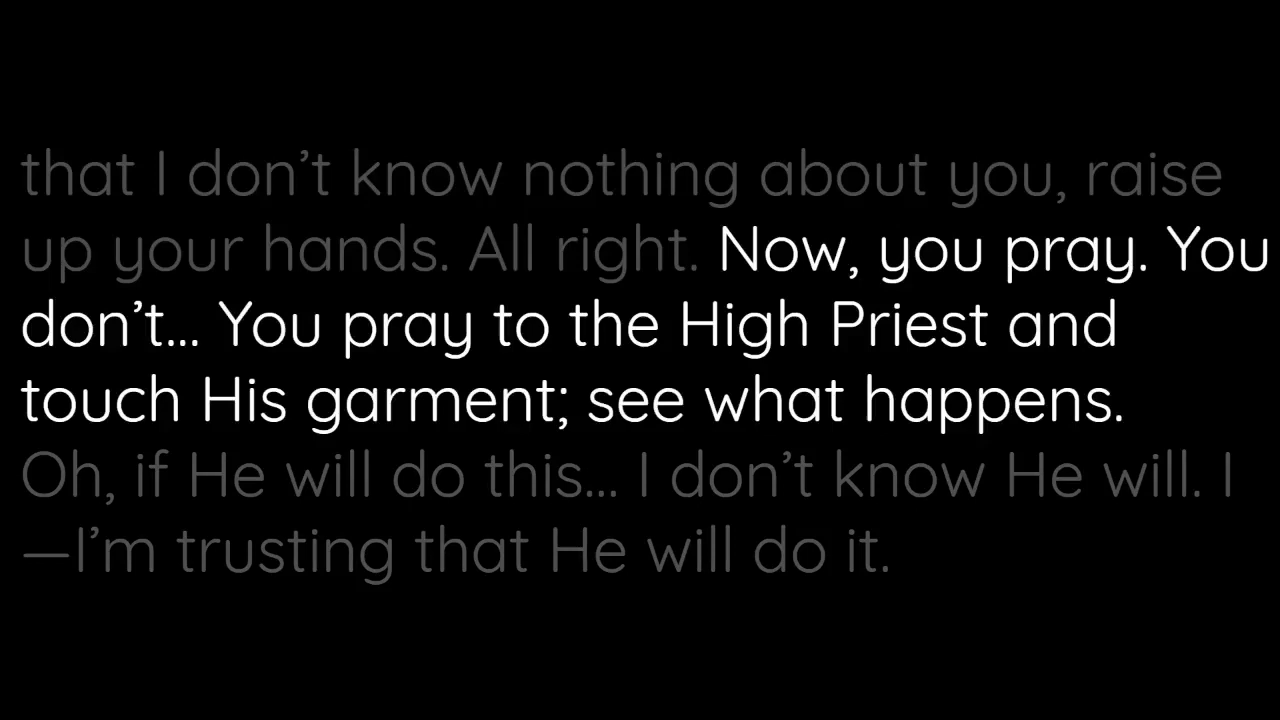 that I don’t know nothing about you, raise
up your hands. All right. Now, you pray. You
don’t... You pray to the High Priest and
touch His garment; see what happens.
Oh, if He will do this... I don’t know He will. I
—I’m trusting that He will do it.